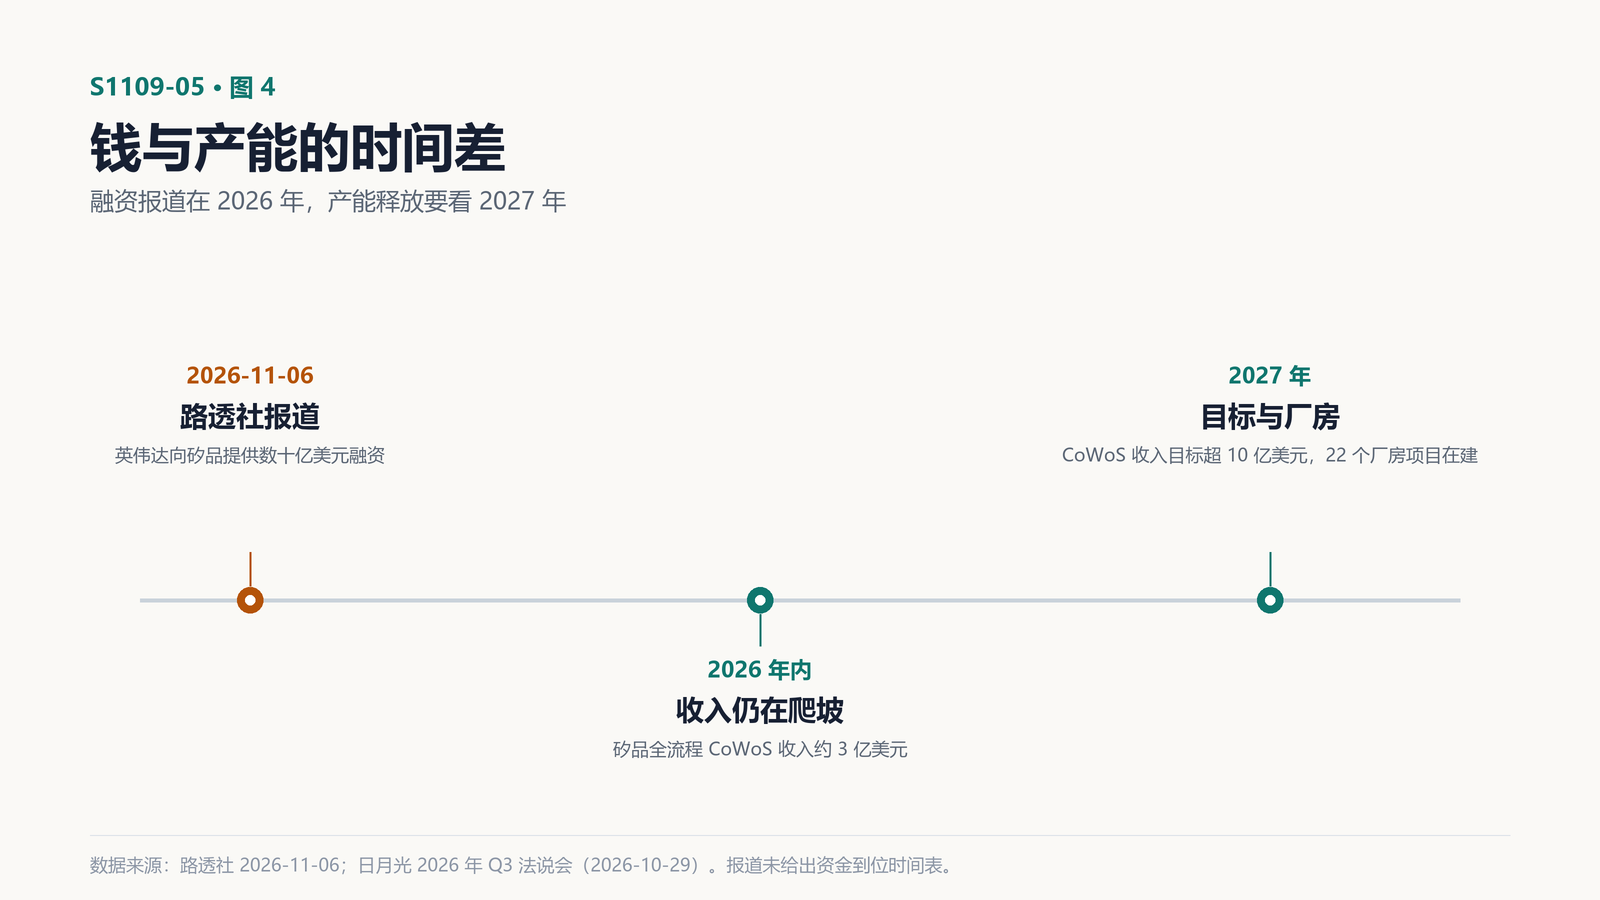 S1109-05 • 图 4
钱与产能的时间差
融资报道在 2026 年，产能释放要看 2027 年
2026-11-06
路透社报道
英伟达向矽品提供数十亿美元融资
2027 年
目标与厂房
CoWoS 收入目标超 10 亿美元，22 个厂房项目在建
2026 年内
收入仍在爬坡
矽品全流程 CoWoS 收入约 3 亿美元
数据来源：路透社 2026-11-06；日月光 2026 年 Q3 法说会（2026-10-29）。报道未给出资金到位时间表。